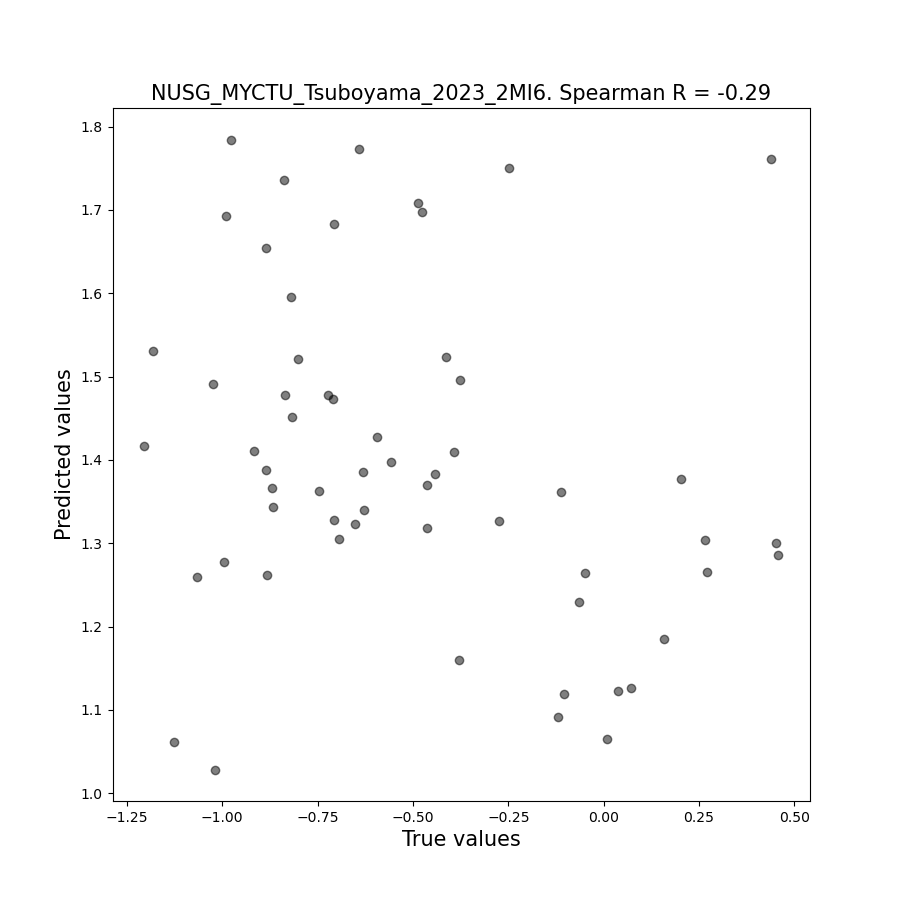 NUSG_MYCTU_Tsuboyama_2023_2MI6. Spearman R = -0.29
1.8
1.7
1.6
1.5
1.4
1.3
1.2
1.1
1.0
Predicted values
−1.25 −1.00 −0.75 −0.50 −0.25 0.00 0.25 0.50
True values